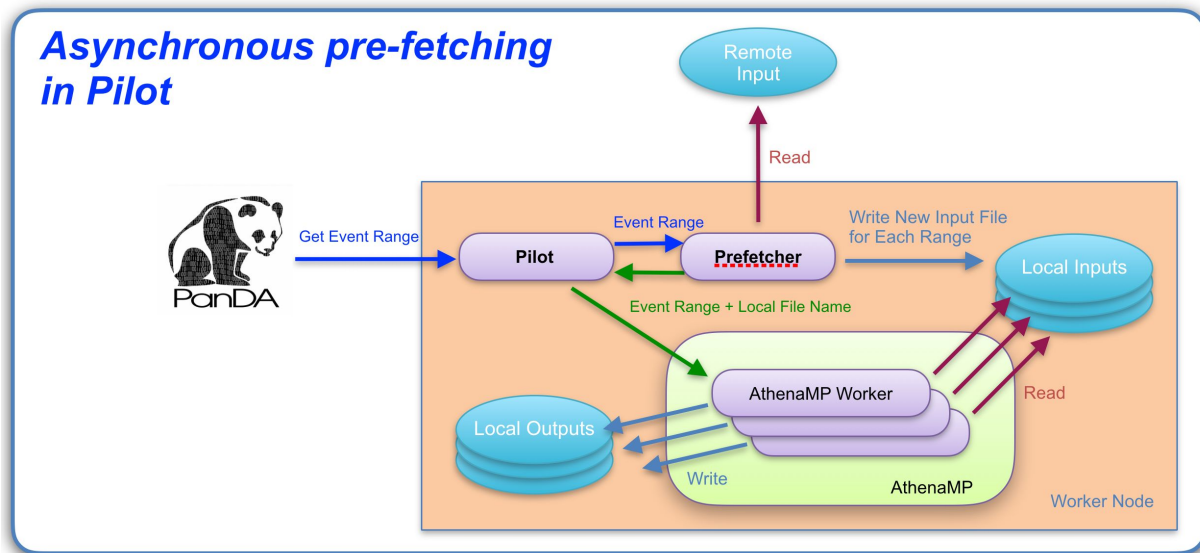 Asynchronous pre-fetching
in Pilot
Remote
Input
Read
PanDA
Get Event Range
Pilot
Event Range
Prefetcher
Write New Input File
for Each Range
Local Inputs
Event Range + Local File Name
AthenaMP Worker
Read
Local Outputs
Write
AthenaMP
Worker Node